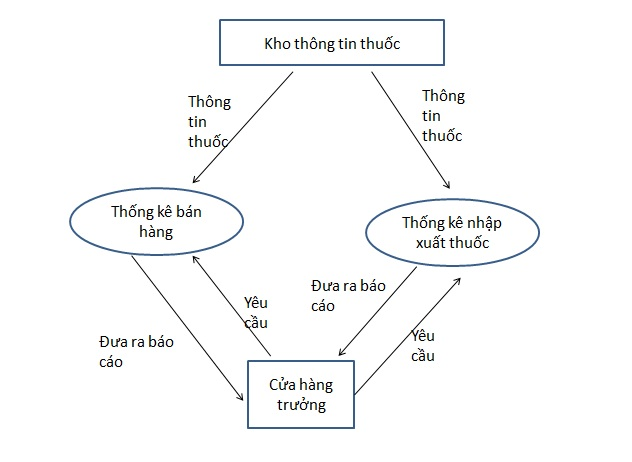 Kho thông tin thuốc
Thông
tin
thuốc
Thông
tin
thuốc
Thống kê bán
hàng
Thống kê nhập
xuất thuốc
Đưa ra báo
cáo
Yêu
cầu
Yêu
cầu
Đưa ra báo
cáo
Cửa hàng
trưởng